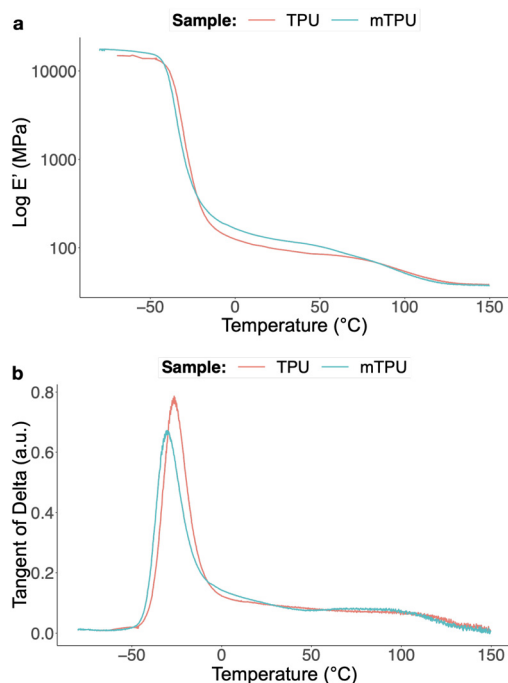 a
Sample: TPU mTPU
10000
1000
100
Log E' (MPa)
−50 0 50 100 150
Temperature (°C)
b
Sample: TPU mTPU
0.8
0.6
0.4
0.2
0.0
Tangent of Delta (a.u.)
−50 0 50 100 150
Temperature (°C)